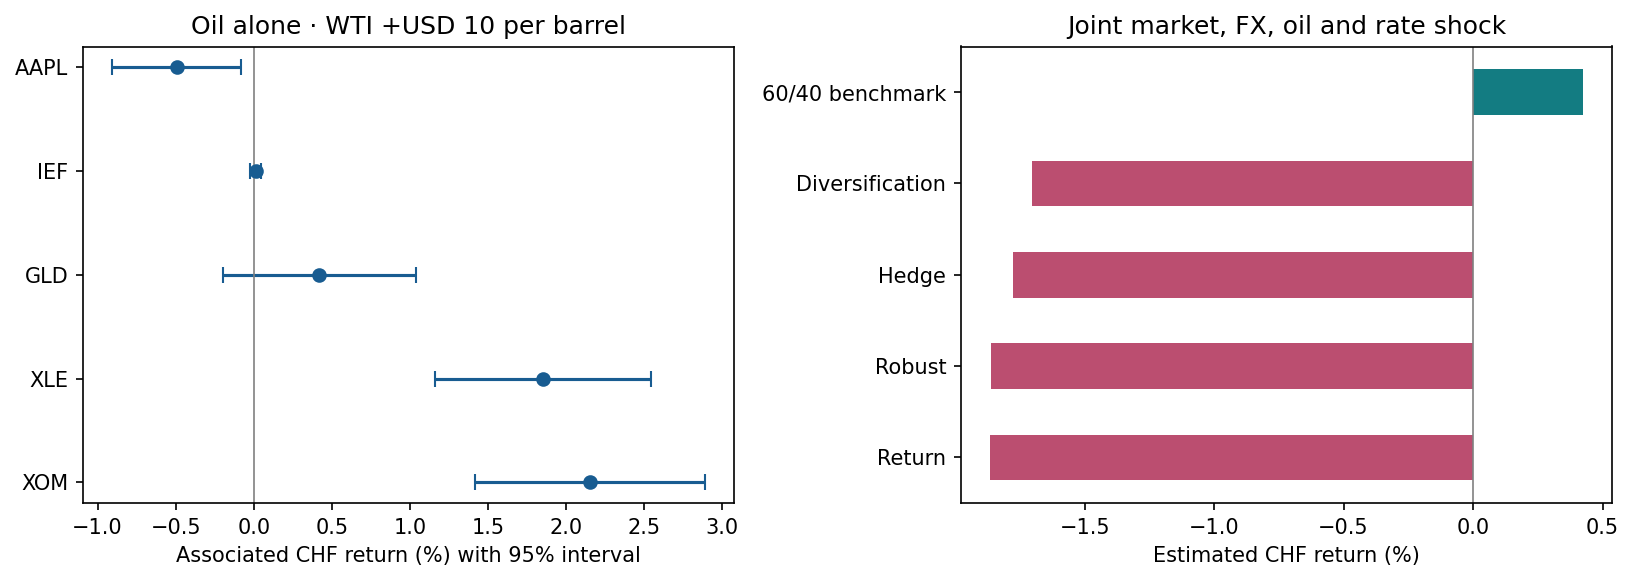 Oil alone · WTI +USD 10 per barrel
AAPL
IEF
GLD
XLE
XOM
−1.0 −0.5 0.0 0.5 1.0 1.5 2.0 2.5 3.0
Associated CHF return (%) with 95% interval
Joint market, FX, oil and rate shock
60/40 benchmark
Diversification
Hedge
Robust
Return
−1.5 −1.0 −0.5 0.0 0.5
Estimated CHF return (%)